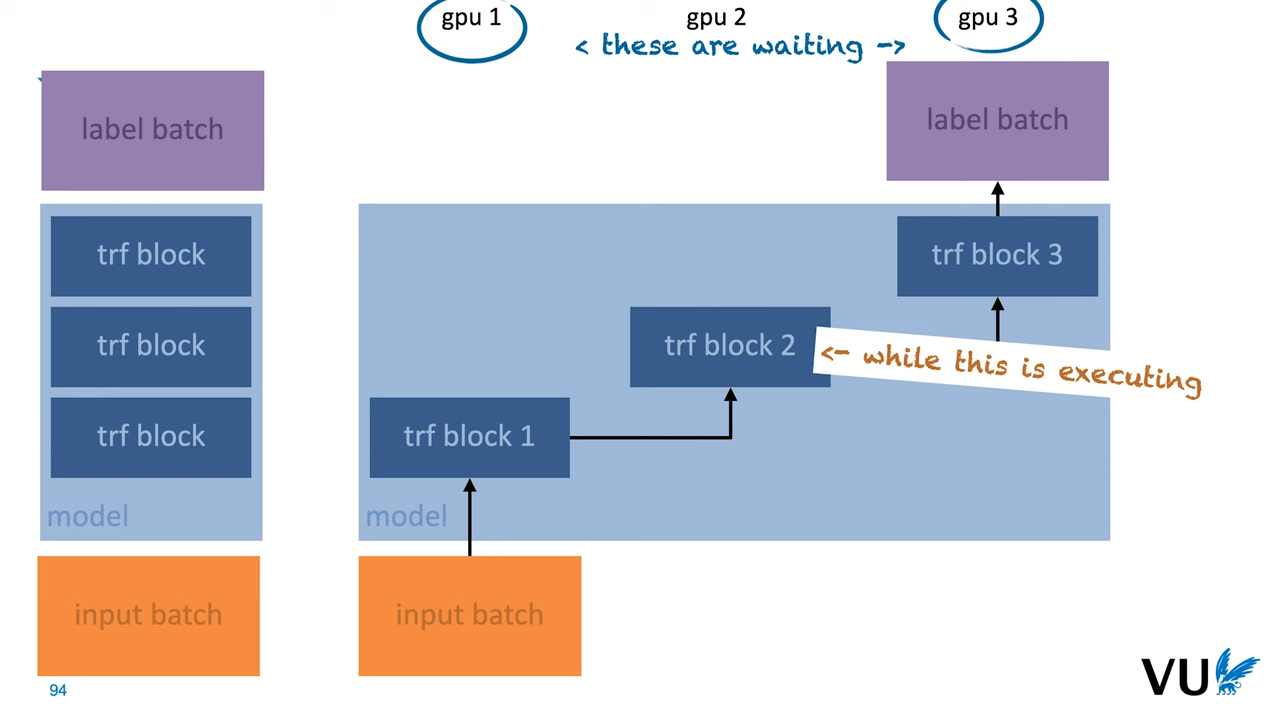 gpu 1
gpu 2
gpu 3
< these are waiting ->
label batch
label batch
trf block
trf block 3
trf block
trf block 2
<- while this is executing
trf block
trf block 1
model
model
input batch
input batch
94
VU